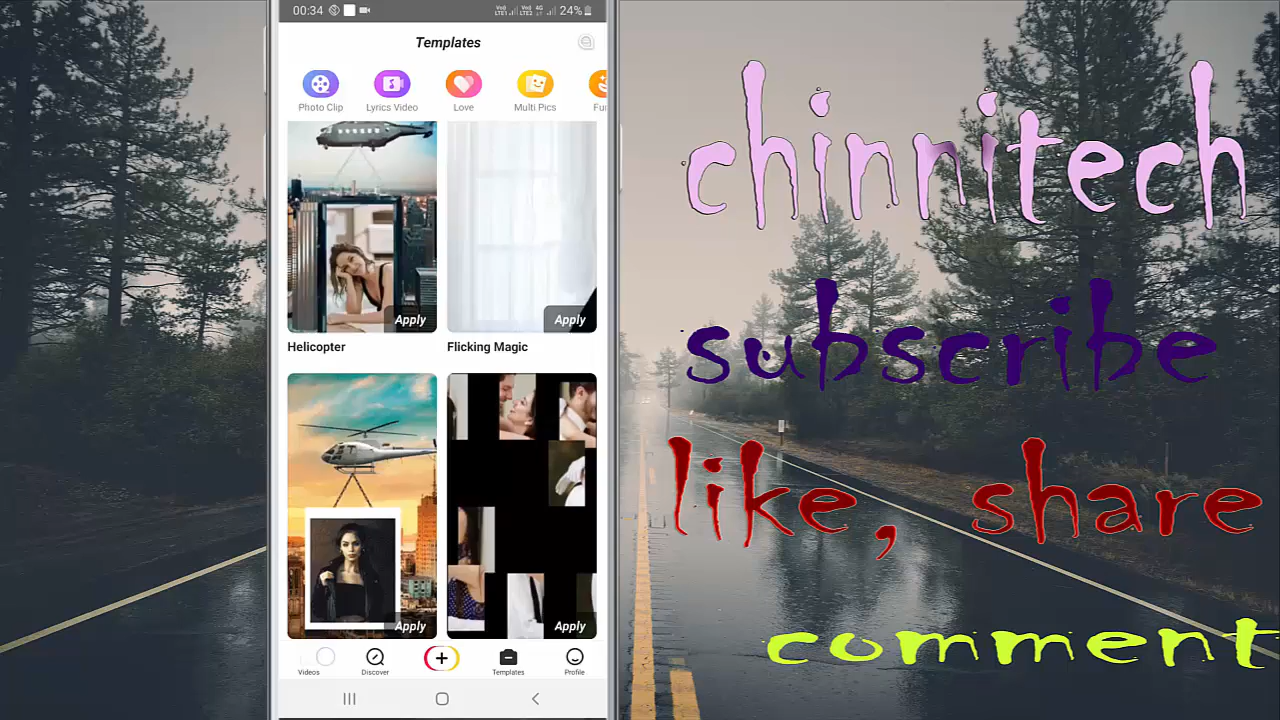 00:34 24%
Templates
Photo Clip Lyrics Video Love Multi Pics Fu
Apply Apply
Helicopter Flicking Magic
Apply Apply
Videos Discover Templates Profile
chinnitech
subscribe
like, share
comment